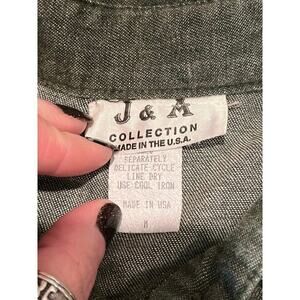 J & A
COLLECTION
MADE IN THE U.S.A.
SEPARATELY
DELICATE CYCLE
LINE DRY
USE COOL IRON
MADE IN USA
M